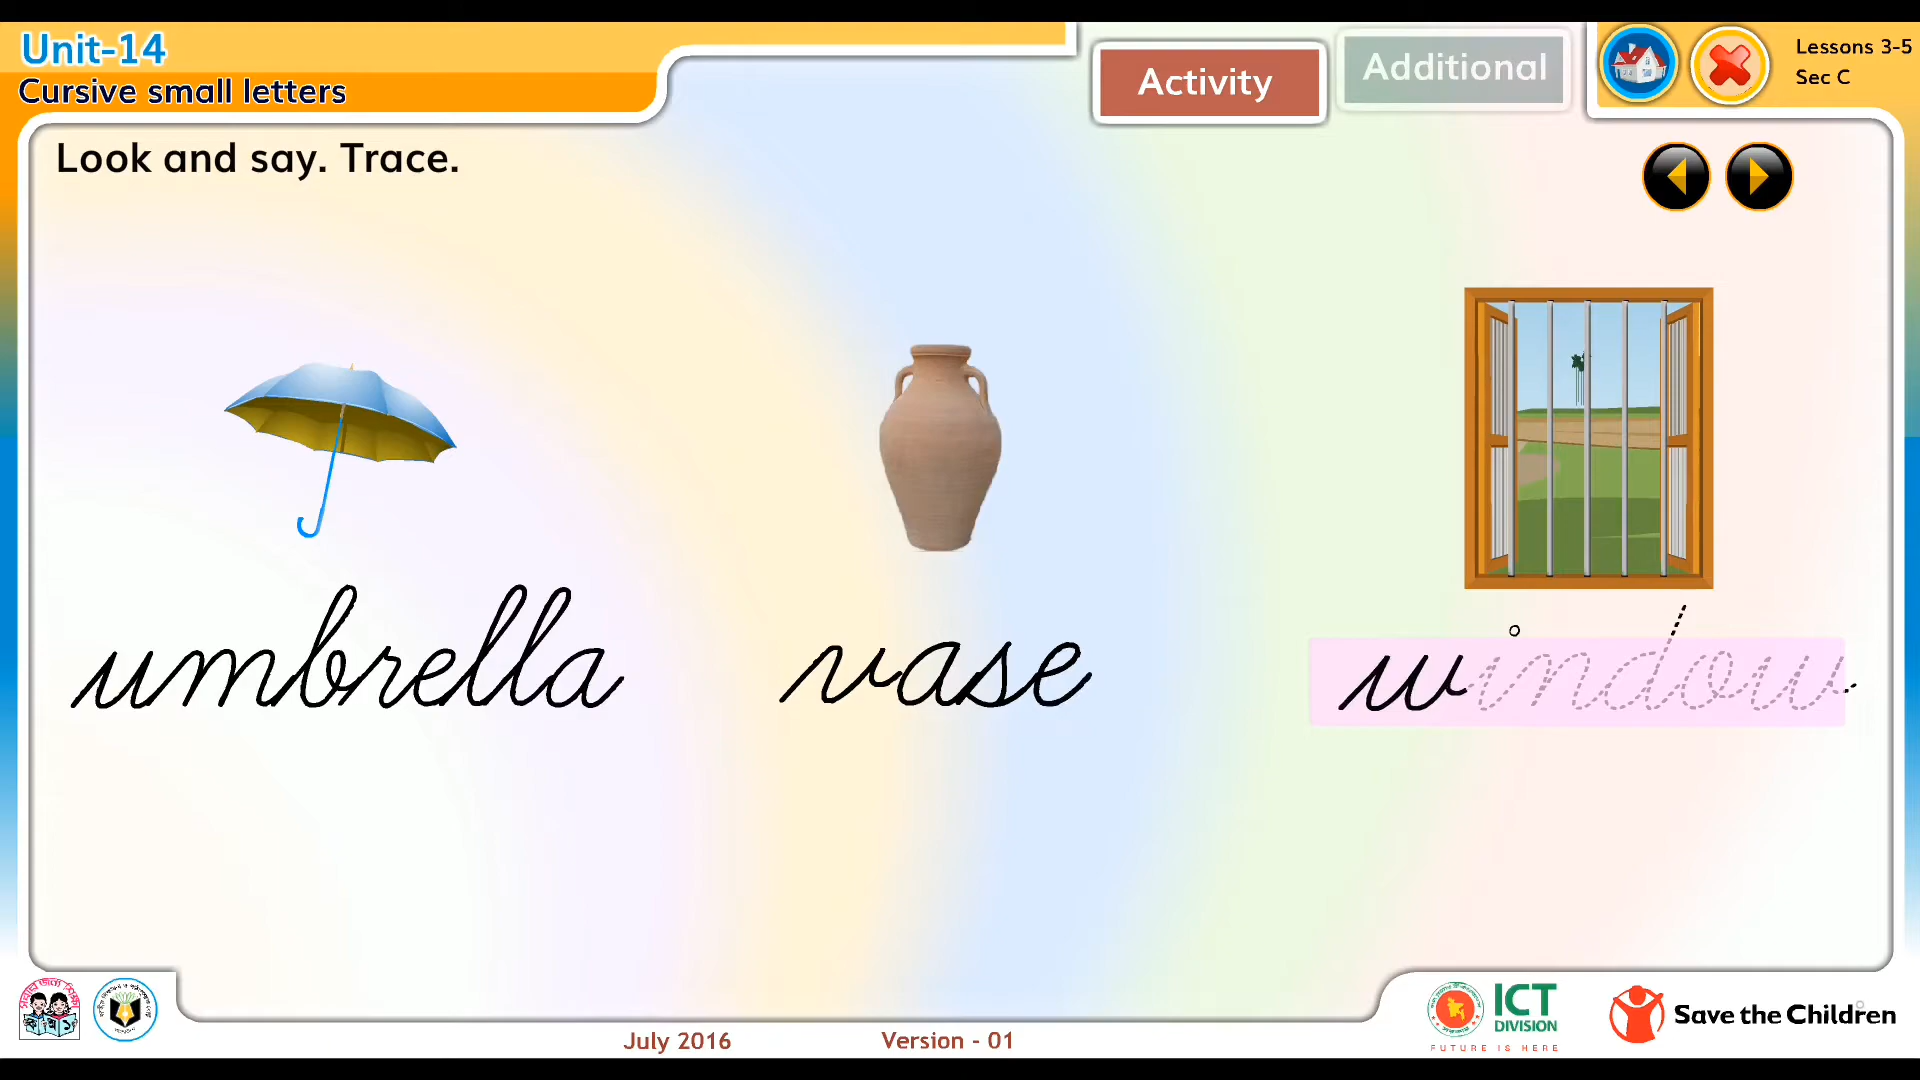 Unit-14
Cursive small letters
Activity
Additional
Lessons 3-5
Sec C
Look and say. Trace.
umbrella
vase
window
July 2016
Version - 01
ICT
DIVISION
FUTURE IS HERE
Save the Children